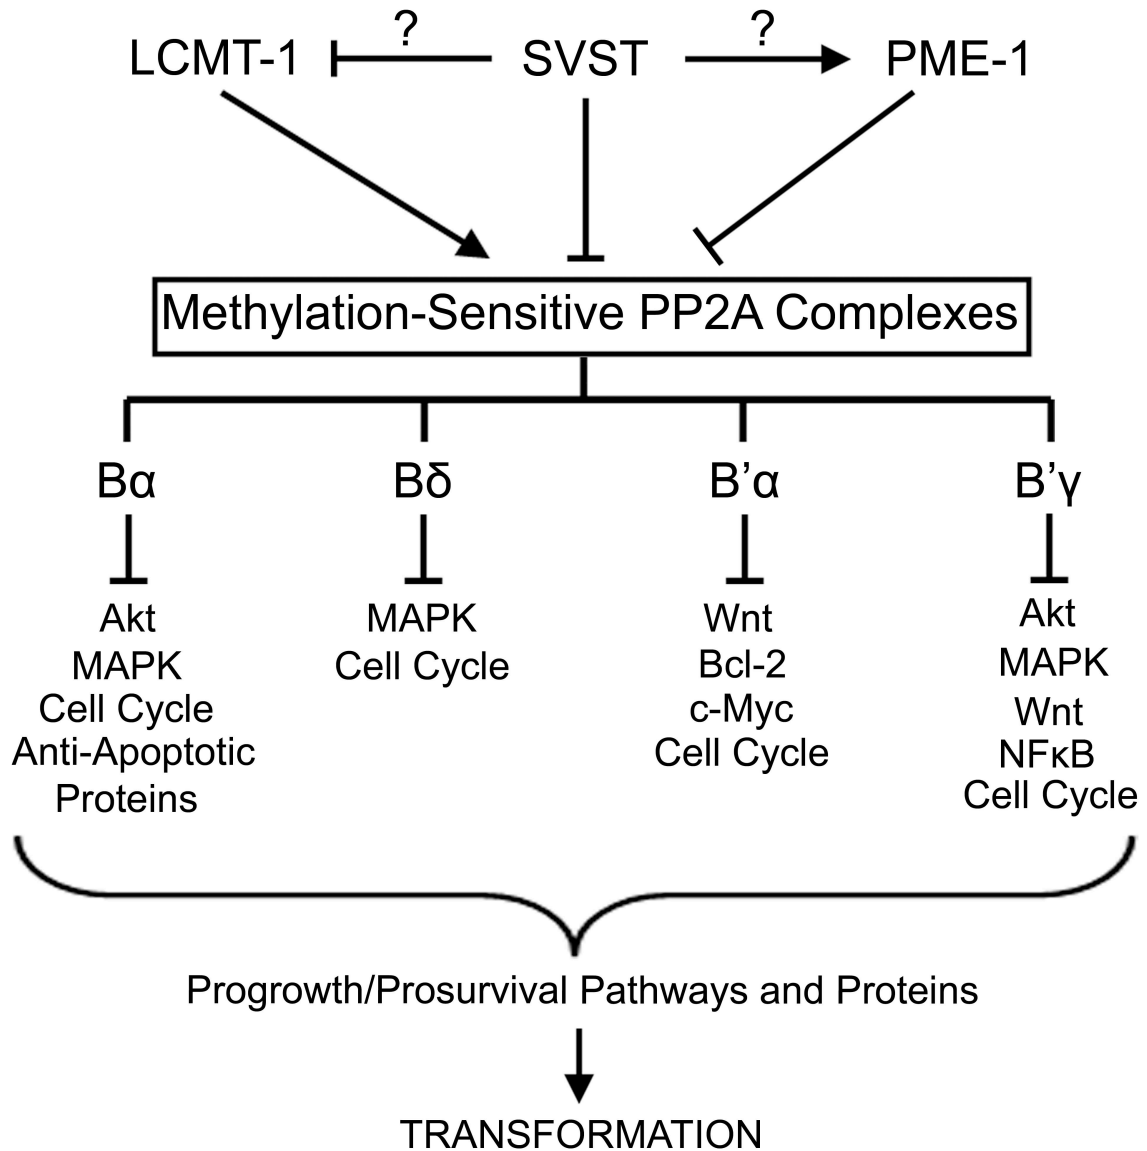 ? ?
LCMT-1 SVST PME-1
Methylation-Sensitive PP2A Complexes
Bα Bδ B’α B’γ
Akt
MAPK
Cell Cycle
Anti-Apoptotic
Proteins
MAPK
Cell Cycle
Wnt
Bcl-2
c-Myc
Cell Cycle
Akt
MAPK
Wnt
NFκB
Cell Cycle
Progrowth/Prosurvival Pathways and Proteins
TRANSFORMATION